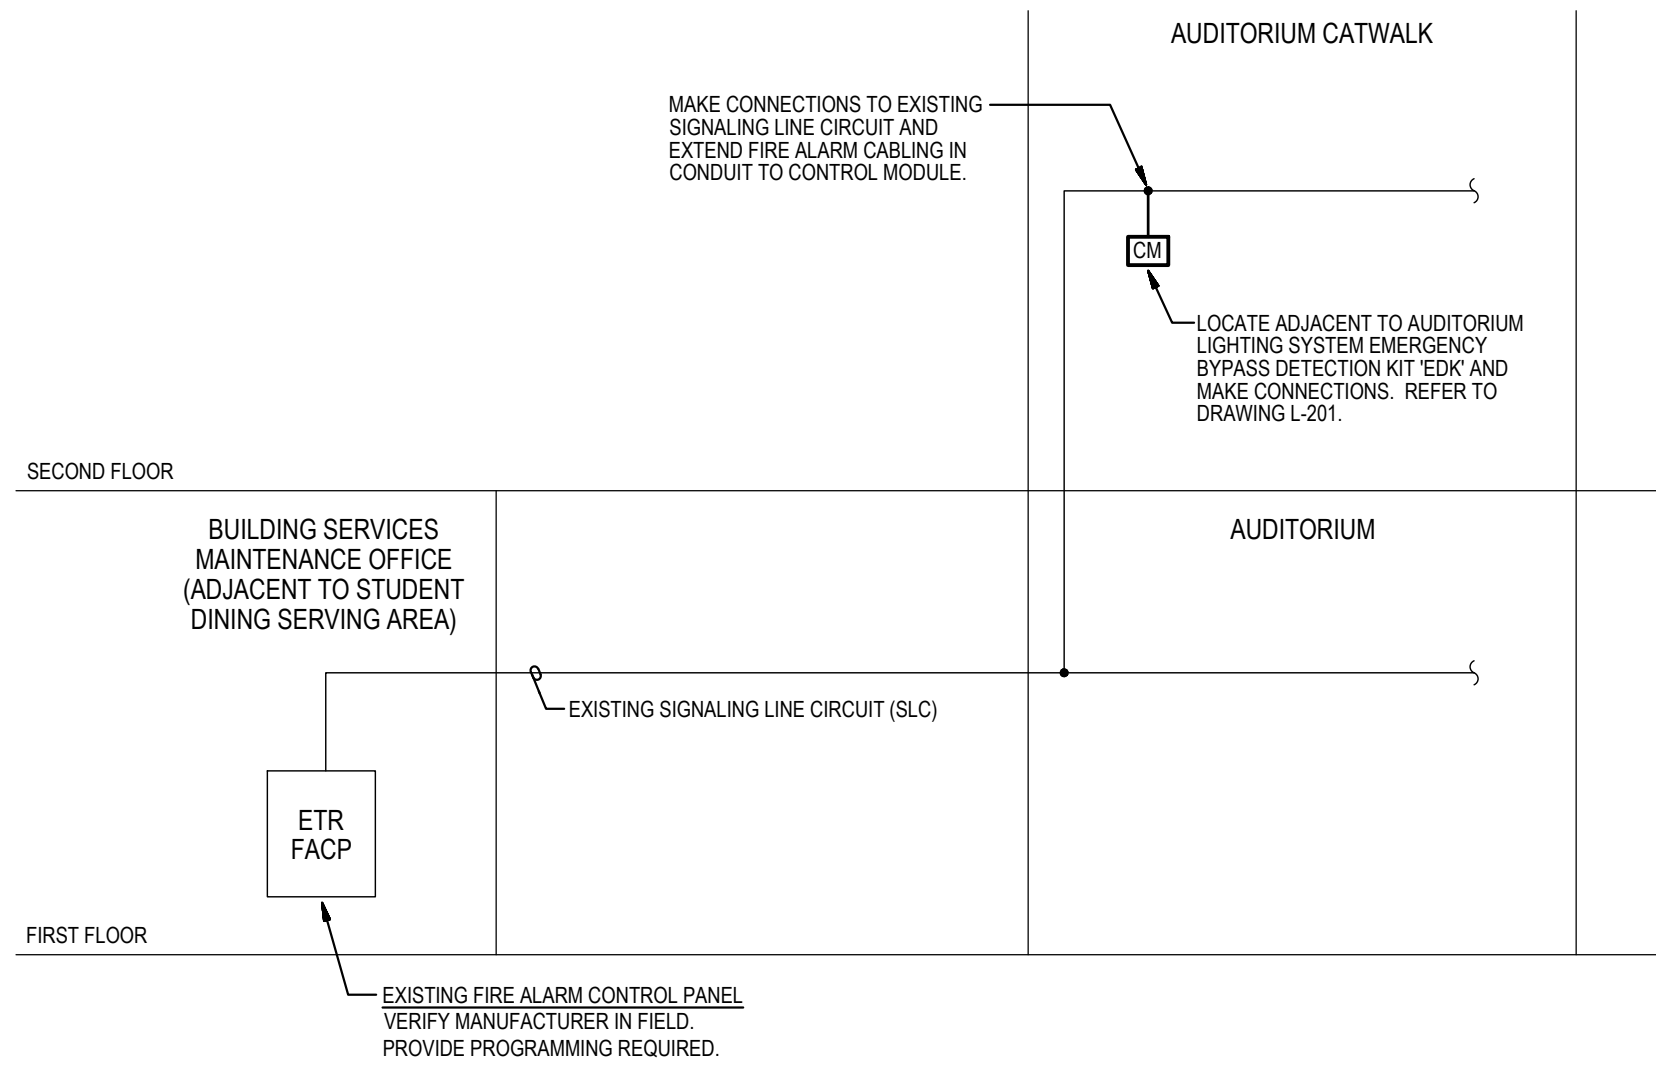 AUDITORIUM CATWALK
MAKE CONNECTIONS TO EXISTING
SIGNALING LINE CIRCUIT AND
EXTEND FIRE ALARM CABLING IN
CONDUIT TO CONTROL MODULE.
CM
LOCATE ADJACENT TO AUDITORIUM
LIGHTING SYSTEM EMERGENCY
BYPASS DETECTION KIT 'EDK' AND
MAKE CONNECTIONS. REFER TO
DRAWING L-201.
SECOND FLOOR
BUILDING SERVICES
MAINTENANCE OFFICE
(ADJACENT TO STUDENT
DINING SERVING AREA)
AUDITORIUM
EXISTING SIGNALING LINE CIRCUIT (SLC)
ETR
FACP
FIRST FLOOR
EXISTING FIRE ALARM CONTROL PANEL
VERIFY MANUFACTURER IN FIELD.
PROVIDE PROGRAMMING REQUIRED.